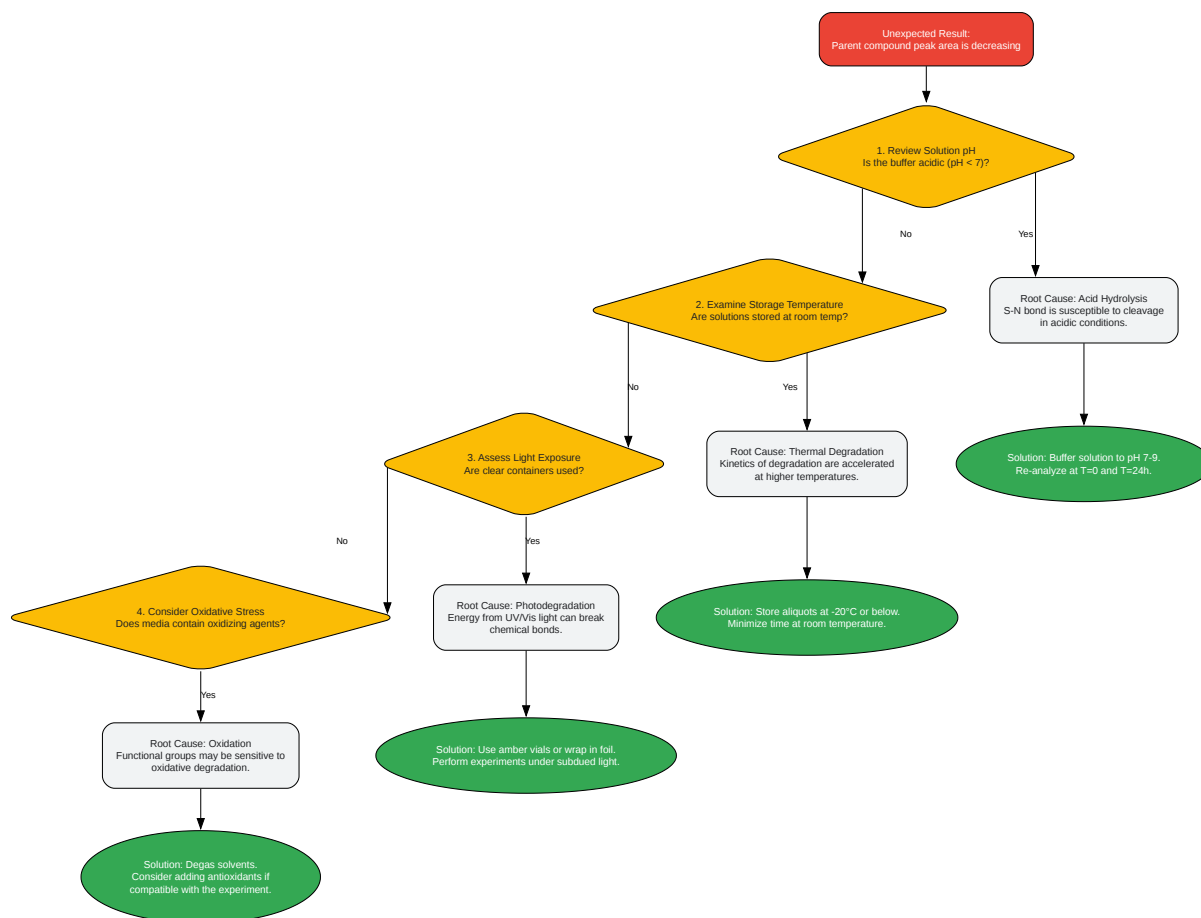 Unexpected Result:
Parent compound peak area is decreasing
1. Review Solution pH
Is the buffer acidic (pH < 7)?
No
Yes
2. Examine Storage Temperature
Are solutions stored at room temp?
Root Cause: Acid Hydrolysis
S-N bond is susceptible to cleavage
in acidic conditions.
No
Yes
3. Assess Light Exposure
Are clear containers used?
Root Cause: Thermal Degradation
Kinetics of degradation are accelerated
at higher temperatures.
Solution: Buffer solution to pH 7-9.
Re-analyze at T=0 and T=24h.
No
Yes
4. Consider Oxidative Stress
Does media contain oxidizing agents?
Root Cause: Photodegradation
Energy from UV/Vis light can break
chemical bonds.
Solution: Store aliquots at -20°C or below.
Minimize time at room temperature.
Yes
Root Cause: Oxidation
Functional groups may be sensitive to
oxidative degradation.
Solution: Use amber vials or wrap in foil.
Perform experiments under subdued light.
Solution: Degas solvents.
Consider adding antioxidants if
compatible with the experiment.